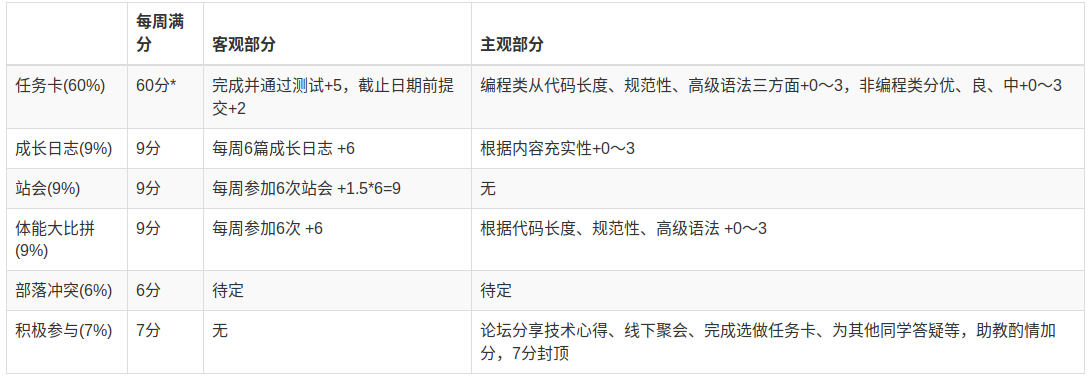 每周满
分
客观部分
主观部分
任务卡(60%)
60分*
完成并通过测试+5，截止日期前提
交+2
编程类从代码长度、规范性、高级语法三方面+0～3，非编程类分优、良、中+0～3
成长日志(9%)
9分
每周6篇成长日志 +6
根据内容充实性+0～3
站会(9%)
9分
每周参加6次站会 +1.5*6=9
无
体能大比拼
(9%)
9分
每周参加6次 +6
根据代码长度、规范性、高级语法 +0～3
部落冲突(6%)
6分
待定
待定
积极参与(7%)
7分
无
论坛分享技术心得、线下聚会、完成选做任务卡、为其他同学答疑等，助教酌情加
分，7分封顶